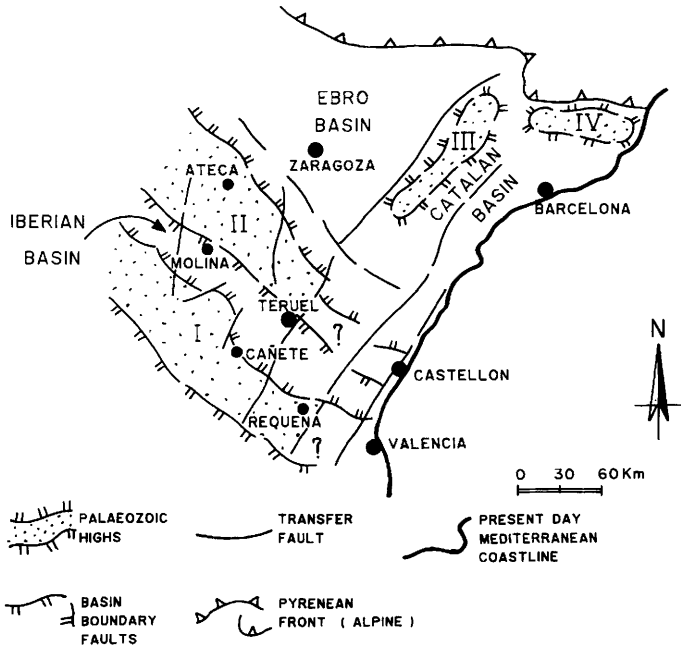 EBRO
BASIN
ZARAGOZA
III
IV
CATALAN
BASIN
BARCELONA
ATECA
II
IBERIAN
BASIN
MOLINA
TERUEL
?
I
CAÑETE
CASTELLON
REQUENA
?
VALENCIA
N
0 30 60 Km
PALAEOZOIC
HIGHS
TRANSFER
FAULT
PRESENT DAY
MEDITERRANEAN
COASTLINE
BASIN
BOUNDARY
FAULTS
PYRENEAN
FRONT ( ALPINE )